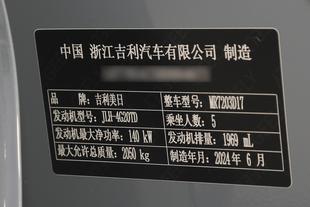 中国 浙江吉利汽车有限公司 制造
品牌 吉利美日
整车型号 MR7203D17
发动机型号 JLH-4G20TD
乘坐人数 5
发动机最大净功率: 140 kW
发动机排量: 1969 mL
最大允许总质量: 2050 kg
制造年月: 2024 年 6 月